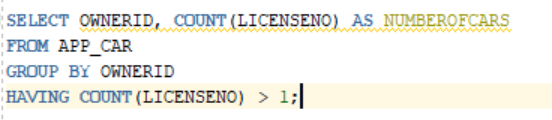 SELECT OWNERID, COUNT(LICENSENO) AS NUMBEROFCARS
FROM APP_CAR
GROUP BY OWNERID
HAVING COUNT(LICENSENO) > 1;